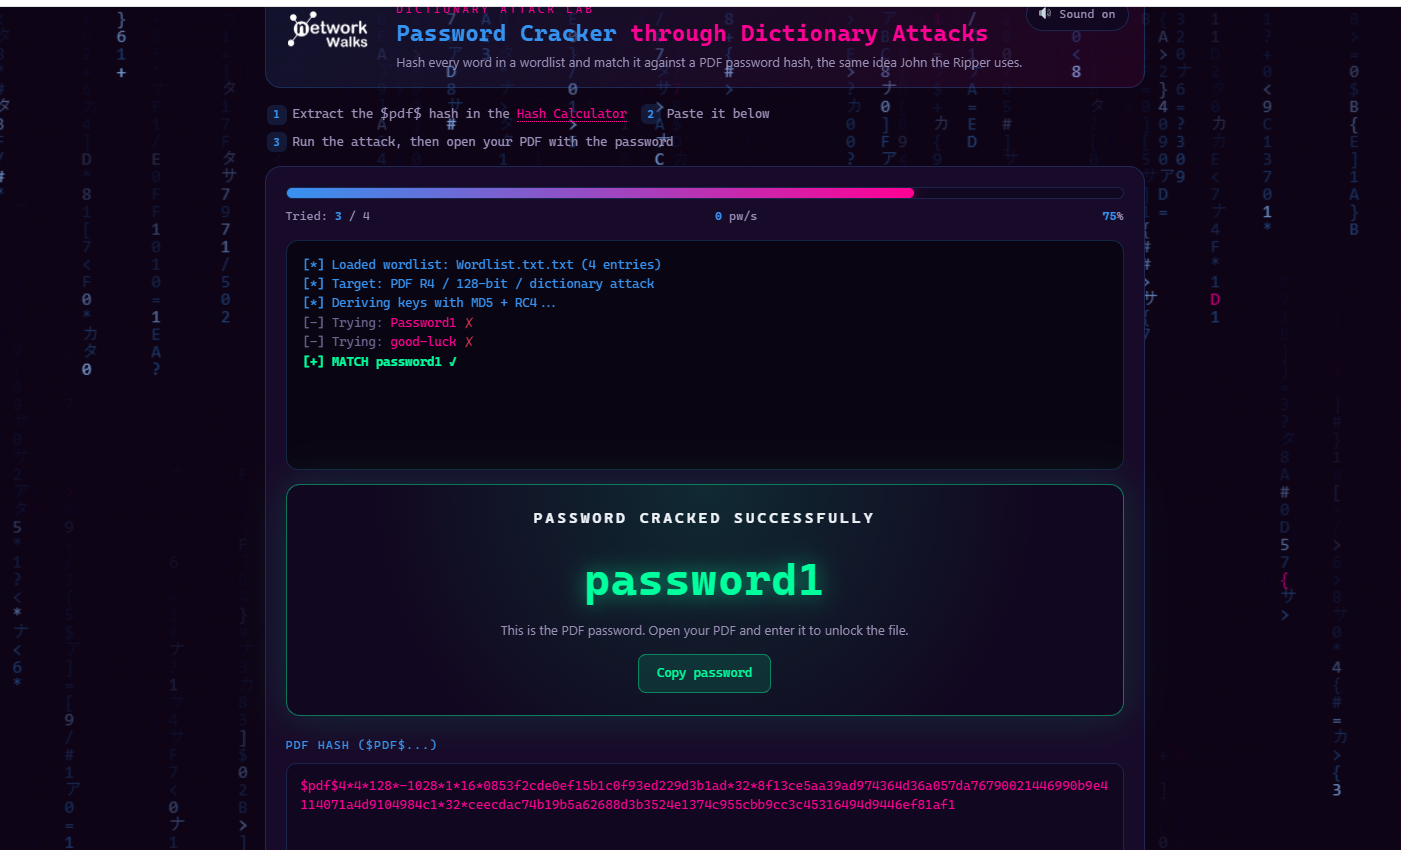 DICTIONARY ATTACK LAB
network
Walks
Password Cracker through Dictionary Attacks
Sound on
Hash every word in a wordlist and match it against a PDF password hash, the same idea John the Ripper uses.
1 Extract the $pdf$ hash in the Hash Calculator 2 Paste it below
3 Run the attack, then open your PDF with the password
Tried: 3 / 4 0 pw/s 75%
[*] Loaded wordlist: Wordlist.txt.txt (4 entries)
[*] Target: PDF R4 / 128-bit / dictionary attack
[*] Deriving keys with MD5 + RC4...
[-] Trying: Password1 ✗
[-] Trying: good-luck ✗
[+] MATCH password1 ✓
PASSWORD CRACKED SUCCESSFULLY
password1
This is the PDF password. Open your PDF and enter it to unlock the file.
Copy password
PDF HASH ($PDF$...)
$pdf$4*4*128*-1028*1*16*0853f2cde0ef15b1c0f93ed229d3b1ad*32*8f13ce5aa39ad974364d36a057da76790021446990b9e4
114071a4d9104984c1*32*ceecdac74b19b5a62688d3b3524e1374c955cbb9cc3c45316494d9446ef81af1